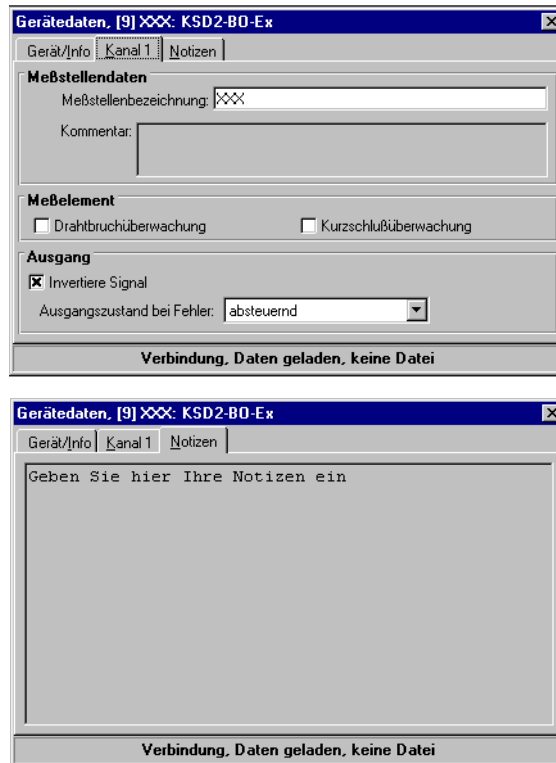 Gerätedaten, [9] XXX: KSD2-BO-Ex
Gerät/Info Kanal 1 Notizen
Meßstellendaten
Meßstellenbezeichnung: XXX
Kommentar:
Meßelement
Drahtbruchüberwachung Kurzschlußüberwachung
Ausgang
Invertiere Signal
Ausgangszustand bei Fehler: absteuernd
Verbindung, Daten geladen, keine Datei
Gerätedaten, [9] XXX: KSD2-BO-Ex
Gerät/Info Kanal 1 Notizen
Geben Sie hier Ihre Notizen ein
Verbindung, Daten geladen, keine Datei